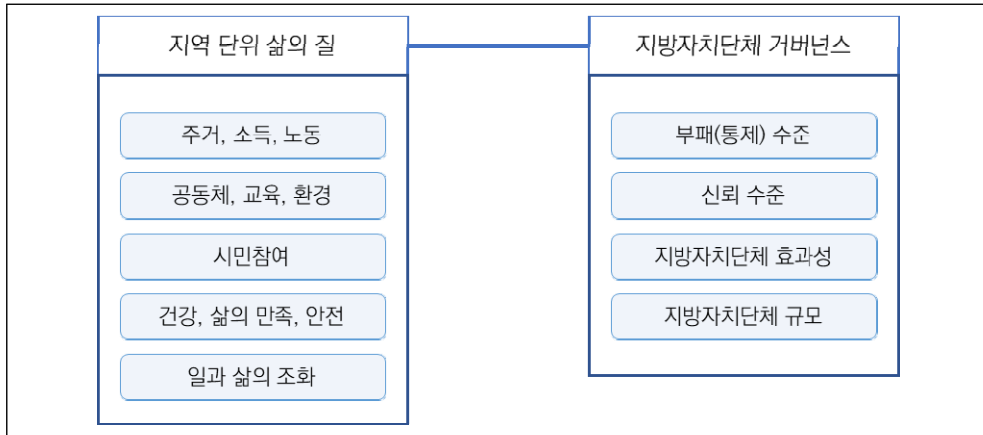 지역 단위 삶의 질
주거, 소득, 노동
공동체, 교육, 환경
시민참여
건강, 삶의 만족, 안전
일과 삶의 조화
지방자치단체 거버넌스
부패(통제) 수준
신뢰 수준
지방자치단체 효과성
지방자치단체 규모